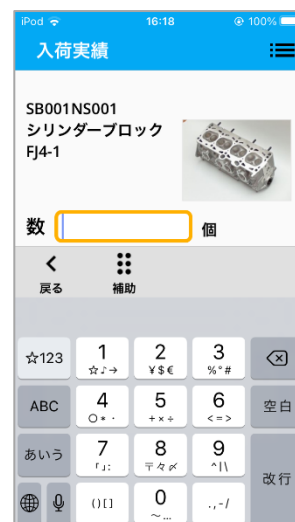 iPod 16:18 100%
入荷実績
SB001NS001
シリンダーブロック
FJ4-1
数 個
戻る 補助
☆123 1 2 3
☆♪→ ¥$€ %°#
ABC 4 5 6 空白
○*・ +×÷ <=>
あいう 7 8 9 改行
「」: 〒々〆 ^|\
()[] 0 .,-/
~…